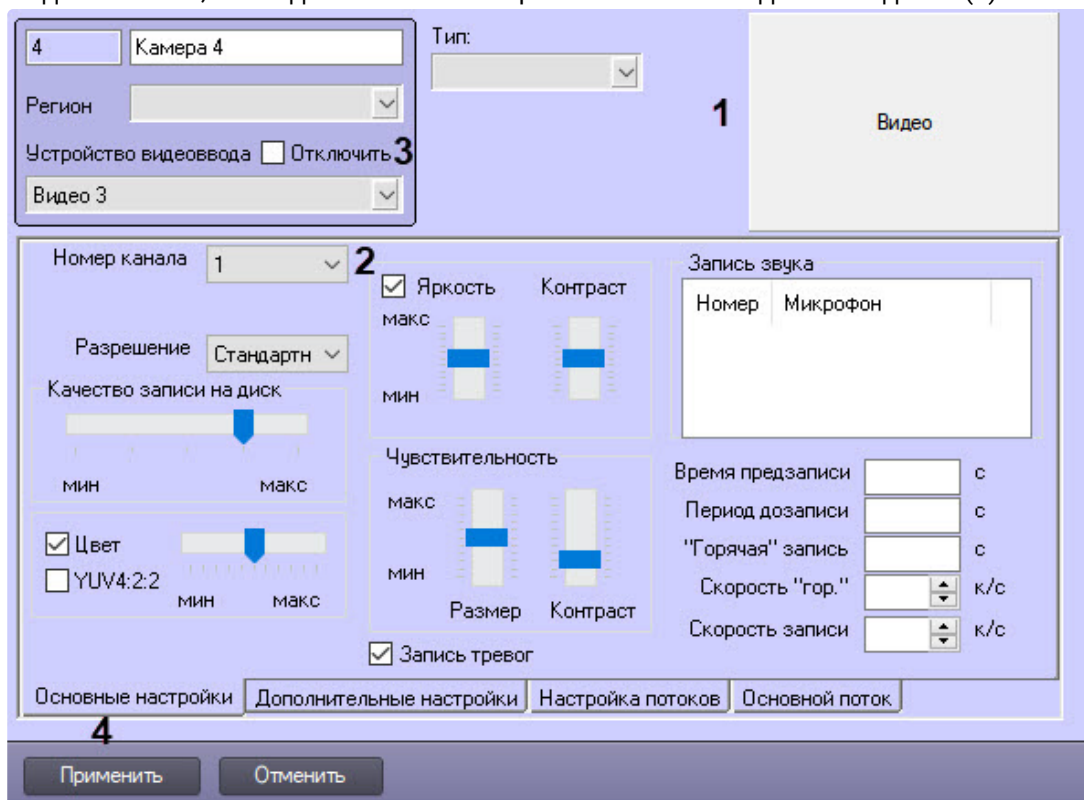 4 Камера 4
Тип:
Регион
1
Видео
Устройство видеоввода Отключить 3
Видео 3
Номер канала 1 2
Разрешение Стандартн
Качество записи на диск
мин макс
Цвет
YUV4:2:2
мин макс
Яркость Контраст
макс
мин
Чувствительность
макс
мин
Размер Контраст
Запись тревог
Запись звука
Номер Микрофон
Время предзаписи с
Период дозаписи с
"Горячая" запись с
Скорость "гор." к/с
Скорость записи к/с
Основные настройки Дополнительные настройки Настройка потоков Основной поток
4
Применить Отменить